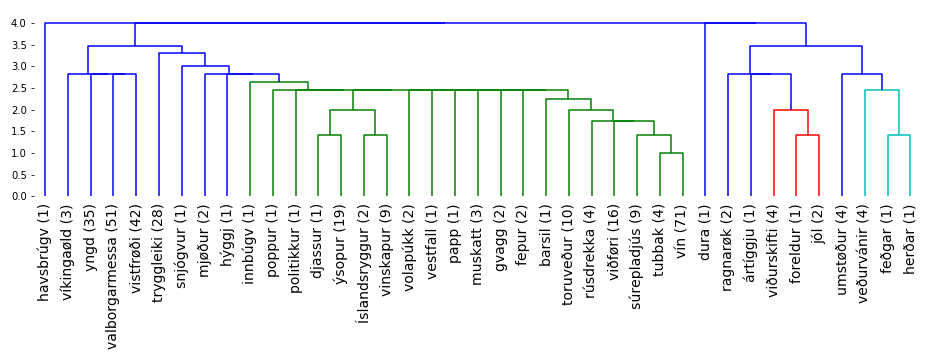 4.0
3.5
3.0
2.5
2.0
1.5
1.0
0.5
0.0
havsbrúgv (1)
víkingaøld (3)
yngd (35)
valborgarmessa (51)
vistfrøði (42)
tryggleiki (28)
snjógvur (1)
mjøður (2)
hýggj (1)
innbúgv (1)
poppur (1)
politikkur (1)
djassur (1)
ýsopur (19)
Íslandsryggur (2)
vinskapur (9)
volapúkk (2)
vestfall (1)
papp (1)
muskatt (3)
gvagg (2)
fepur (2)
barsil (1)
toruveður (10)
rúsdrekka (4)
viðføri (16)
súrepladjús (9)
tubbak (4)
vín (71)
dura (1)
ragnarøk (2)
ártíggju (1)
viðurskifti (4)
foreldur (1)
jól (2)
umstøður (4)
veðurvánir (4)
feðgar (1)
herðar (1)